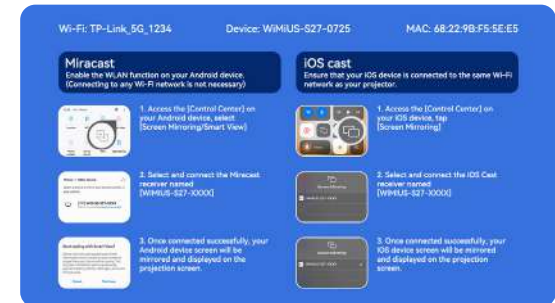 Wi-Fi: TP-Link_5G_1234
Device: WiMiUS-S27-0725
MAC: 68:22:9B:F5:5E:E5
Miracast
Enable the WLAN function on your Android device.
(Connecting to any Wi-Fi network is not necessary)
1. Access the [Control Center] on
your Android device, select
[Screen Mirroring/Smart View]
2. Select and connect the Mirecast
receiver named
[WIMIUS-S27-XXXX]
3. Once connected successfully, your
Android device screen will be
mirrored and displayed on the
projection screen.
iOS cast
Ensure that your iOS device is connected to the same Wi-Fi
network as your projector.
1. Access the [Control Center] on
your iOS device, tap
[Screen Mirroring]
2. Select and connect the iOS Cast
receiver named
[WIMIUS-S27-XXXX]
Screen Mirroring
3. Once connected successfully, your
iOS device screen will be mirrored
and displayed on the projection
screen.
Screen Mirroring